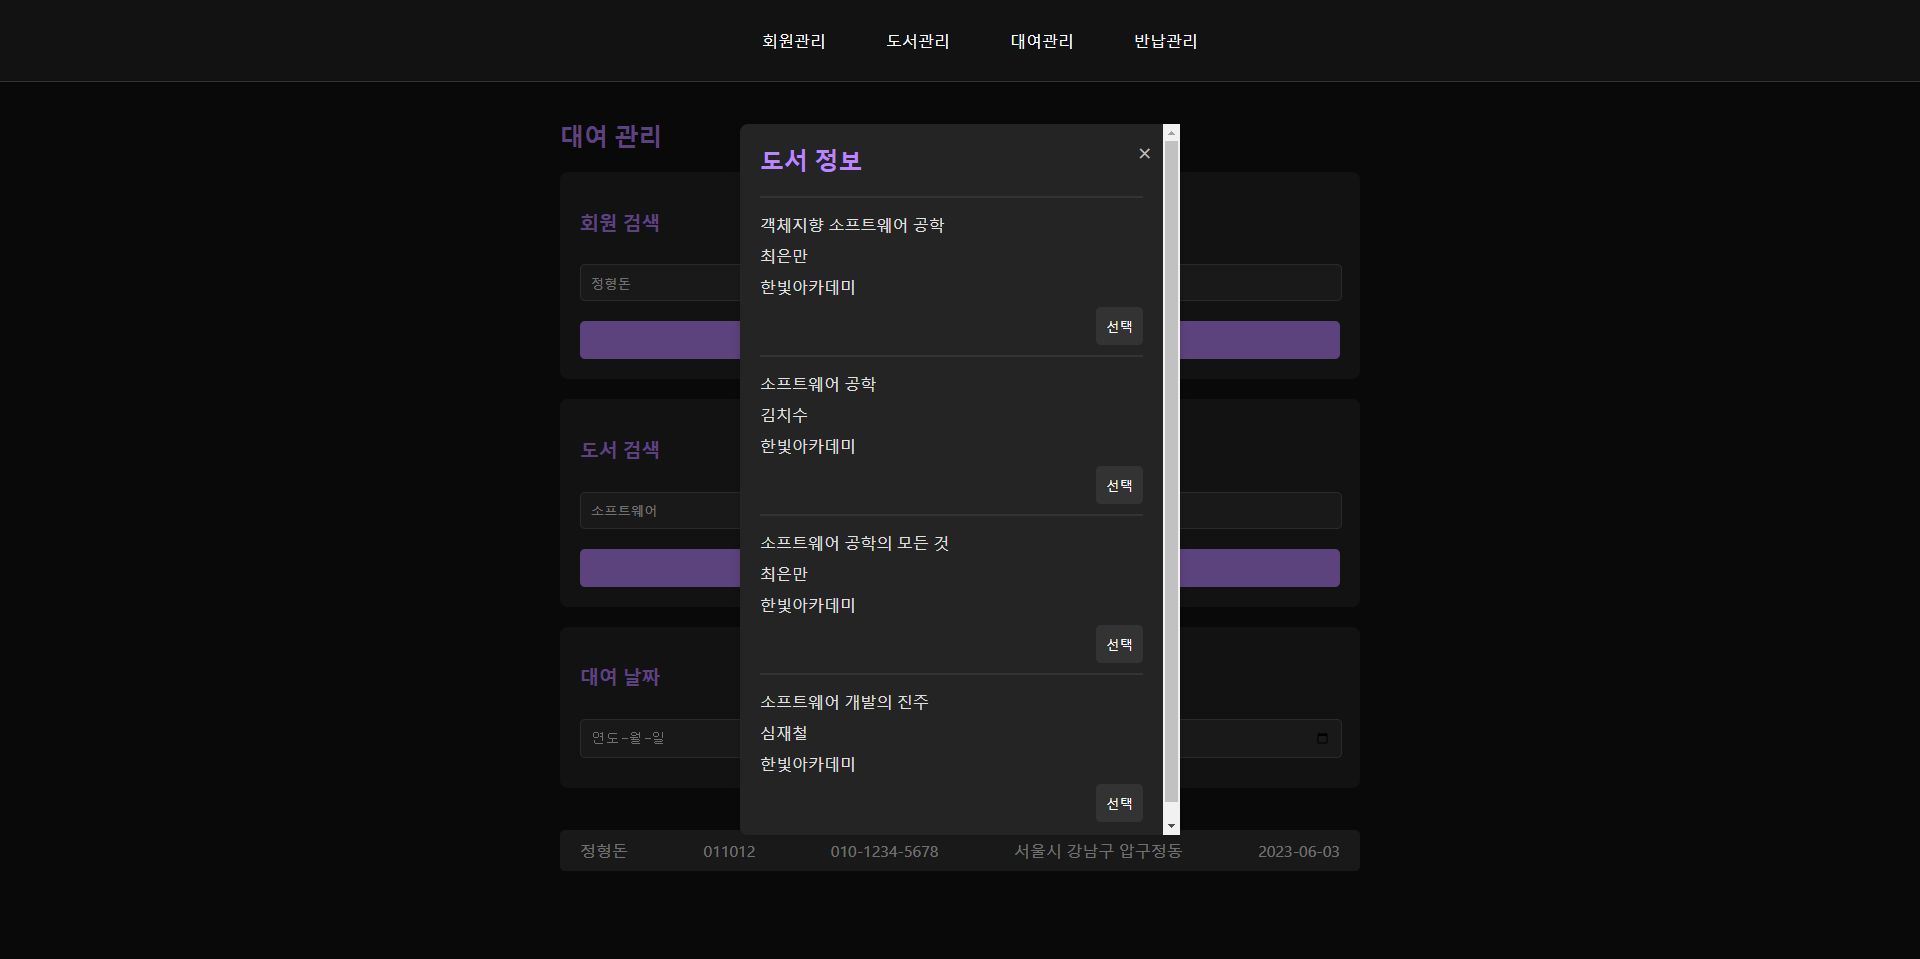 회원관리 도서관리 대여관리 반납관리
대여 관리
회원 검색
정형돈
도서 검색
소프트웨어
대여 날짜
연도-월-일
도서 정보 ×
객체지향 소프트웨어 공학
최은만
한빛아카데미
선택
소프트웨어 공학
김치수
한빛아카데미
선택
소프트웨어 공학의 모든 것
최은만
한빛아카데미
선택
소프트웨어 개발의 진주
심재철
한빛아카데미
선택
정형돈 011012 010-1234-5678 서울시 강남구 압구정동 2023-06-03